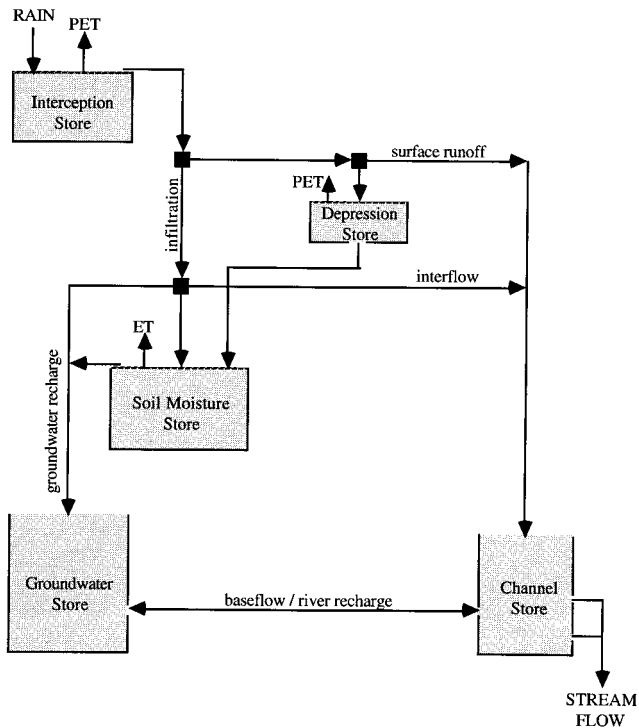 RAIN
PET
Interception
Store
surface runoff
PET
Depression
Store
infiltration
interflow
ET
groundwater recharge
Soil Moisture
Store
Groundwater
Store
baseflow / river recharge
Channel
Store
STREAM
FLOW